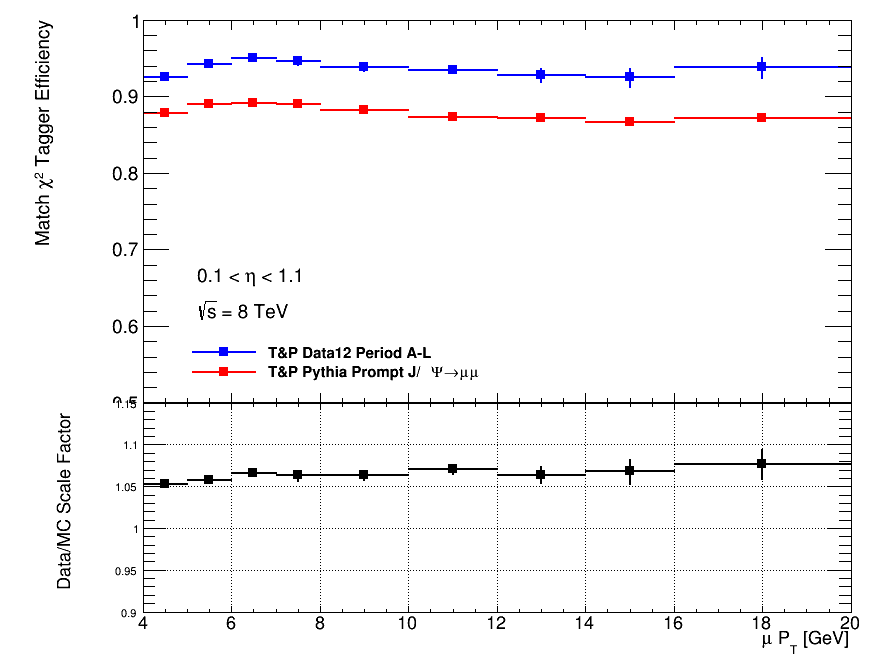 Match χ² Tagger Efficiency
1
0.9
0.8
0.7
0.6
0.5
0.1 < η < 1.1
√s = 8 TeV
T&P Data12 Period A-L
T&P Pythia Prompt J/ Ψ→μμ
Data/MC Scale Factor
1.15
1.1
1.05
1
0.95
0.9
4 6 8 10 12 14 16 18 20
μ P_T [GeV]